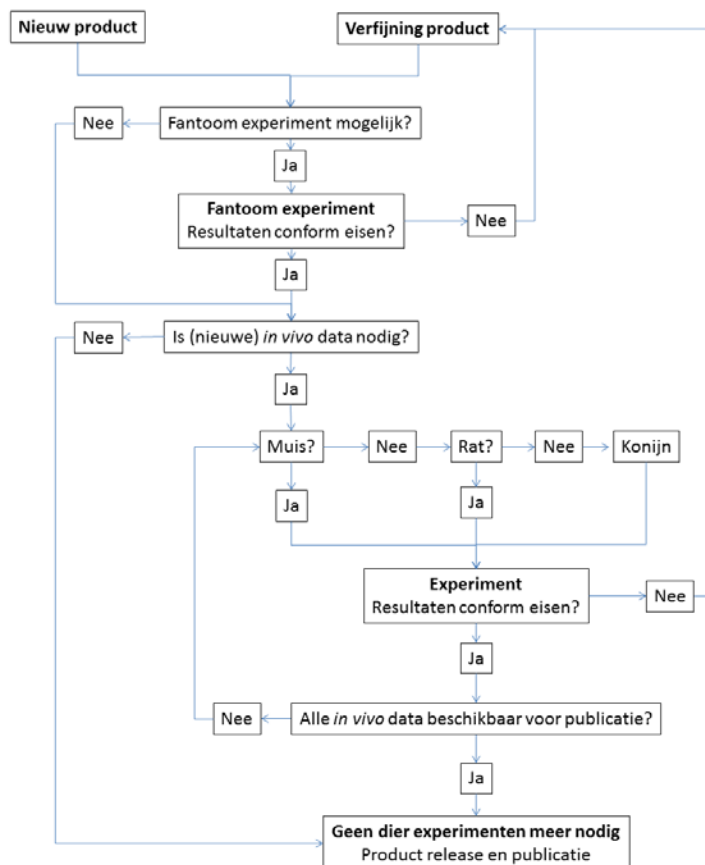 Nieuw product
Verfijning product
Nee
Fantoom experiment mogelijk?
Ja
Fantoom experiment
Resultaten conform eisen?
Nee
Ja
Nee
Is (nieuwe) in vivo data nodig?
Ja
Muis?
Nee
Rat?
Nee
Konijn
Ja
Ja
Experiment
Resultaten conform eisen?
Nee
Ja
Nee
Alle in vivo data beschikbaar voor publicatie?
Ja
Geen dier experimenten meer nodig
Product release en publicatie